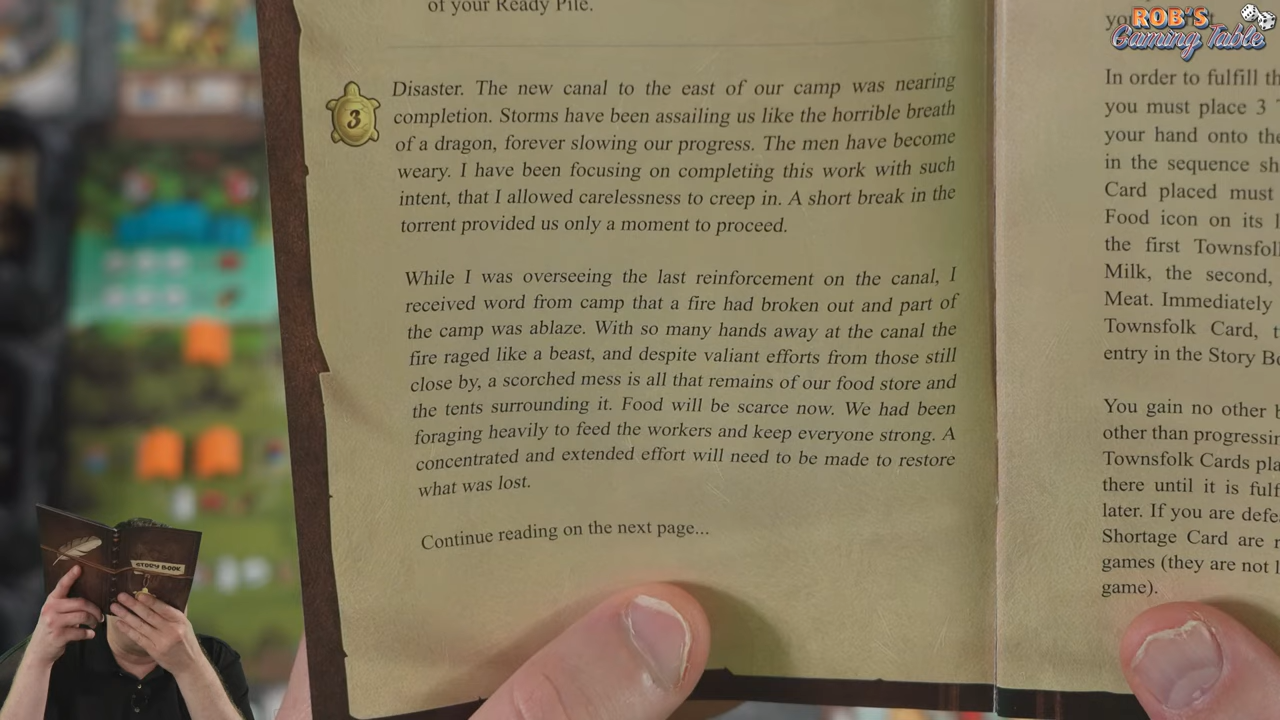 of your Ready Pile.
3
Disaster. The new canal to the east of our camp was nearing
completion. Storms have been assailing us like the horrible breath
of a dragon, forever slowing our progress. The men have become
weary. I have been focusing on completing this work with such
intent, that I allowed carelessness to creep in. A short break in the
torrent provided us only a moment to proceed.
While I was overseeing the last reinforcement on the canal, I
received word from camp that a fire had broken out and part of
the camp was ablaze. With so many hands away at the canal the
fire raged like a beast, and despite valiant efforts from those still
close by, a scorched mess is all that remains of our food store and
the tents surrounding it. Food will be scarce now. We had been
foraging heavily to feed the workers and keep everyone strong. A
concentrated and extended effort will need to be made to restore
what was lost.
Continue reading on the next page...
In order to fulfill th
you must place 3
your hand onto the
in the sequence sh
Card placed must
Food icon on its l
the first Townsfol
Milk, the second,
Meat. Immediately
Townsfolk Card, t
entry in the Story Bo
You gain no other b
other than progressin
Townsfolk Cards pla
there until it is fulf
later. If you are defe
Shortage Card are r
games (they are not l
game).
ROB'S
Gaming Table
STORY BOOK